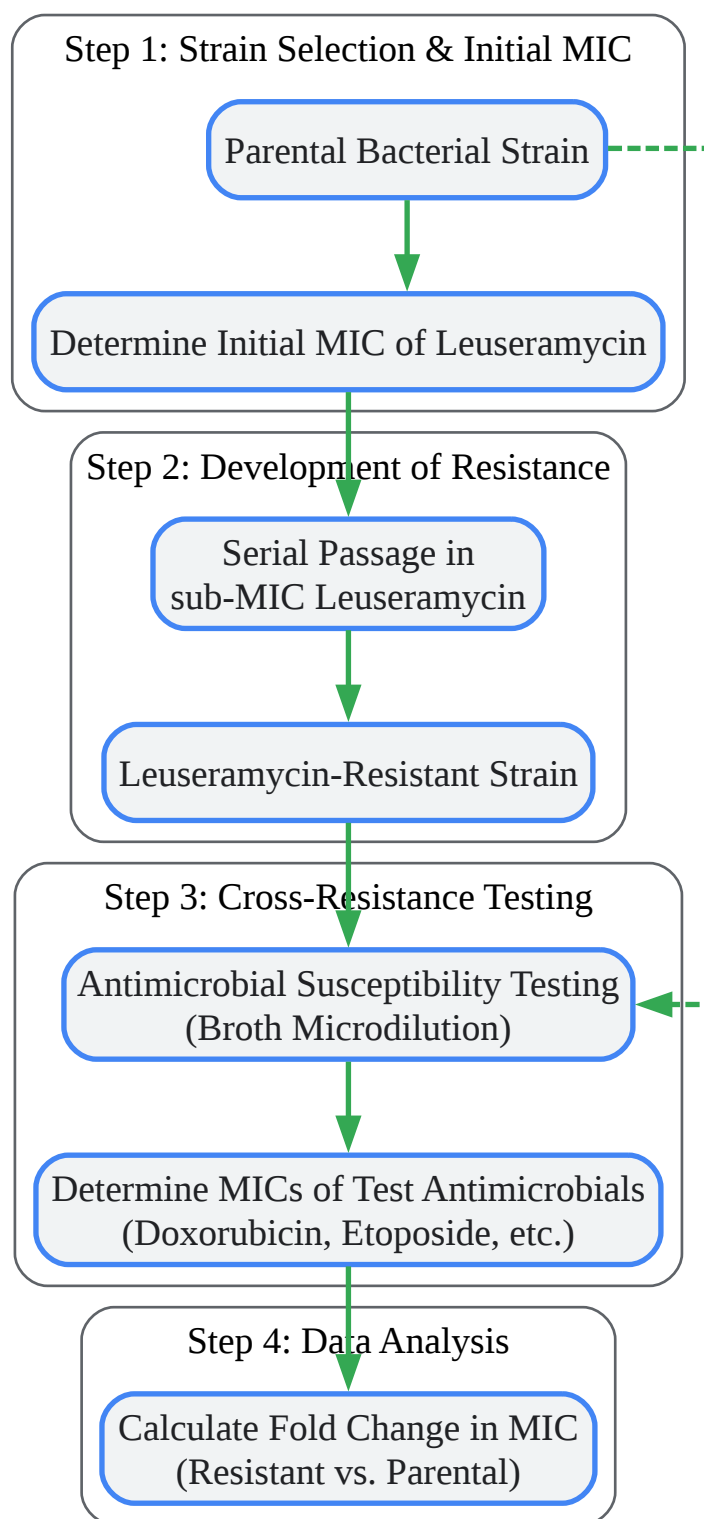 Step 1: Strain Selection & Initial MIC
Parental Bacterial Strain
Determine Initial MIC of Leuseramycin
Step 2: Development of Resistance
Serial Passage in
sub-MIC Leuseramycin
Leuseramycin-Resistant Strain
Step 3: Cross-Resistance Testing
Antimicrobial Susceptibility Testing
(Broth Microdilution)
Determine MICs of Test Antimicrobials
(Doxorubicin, Etoposide, etc.)
Step 4: Data Analysis
Calculate Fold Change in MIC
(Resistant vs. Parental)